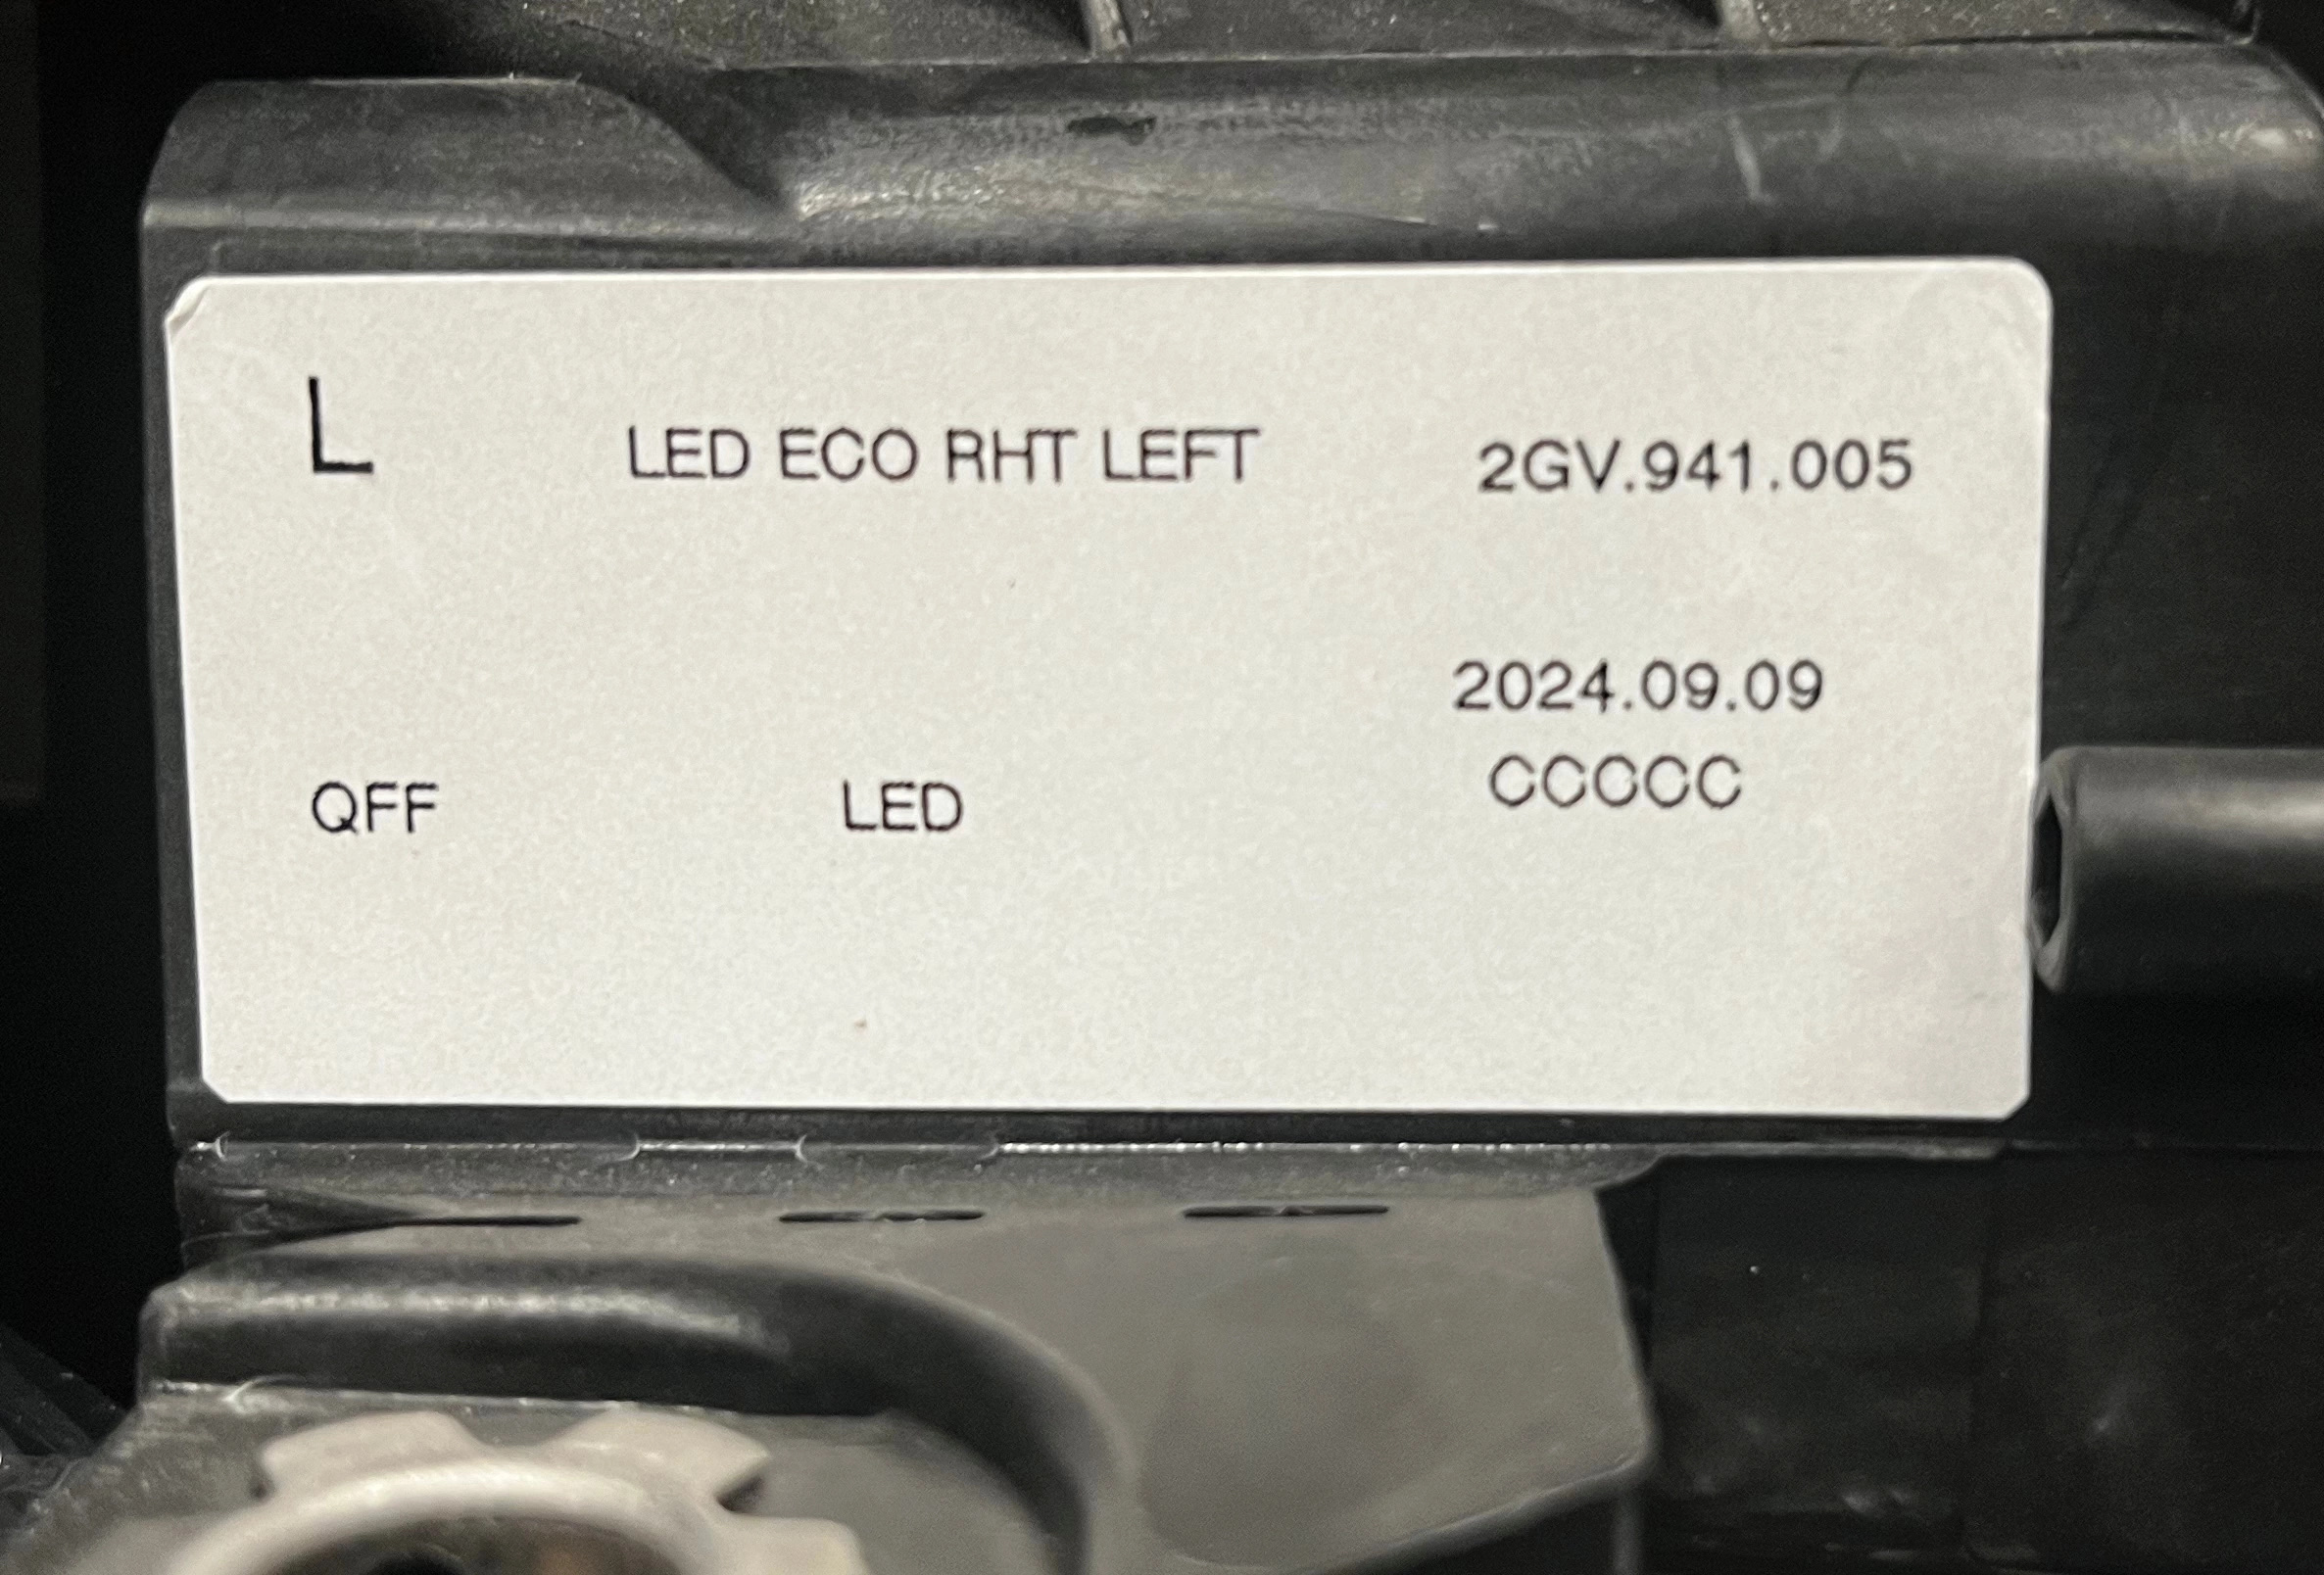 L LED ECO RHT LEFT 2GV.941.005
2024.09.09
QFF LED CCCCC